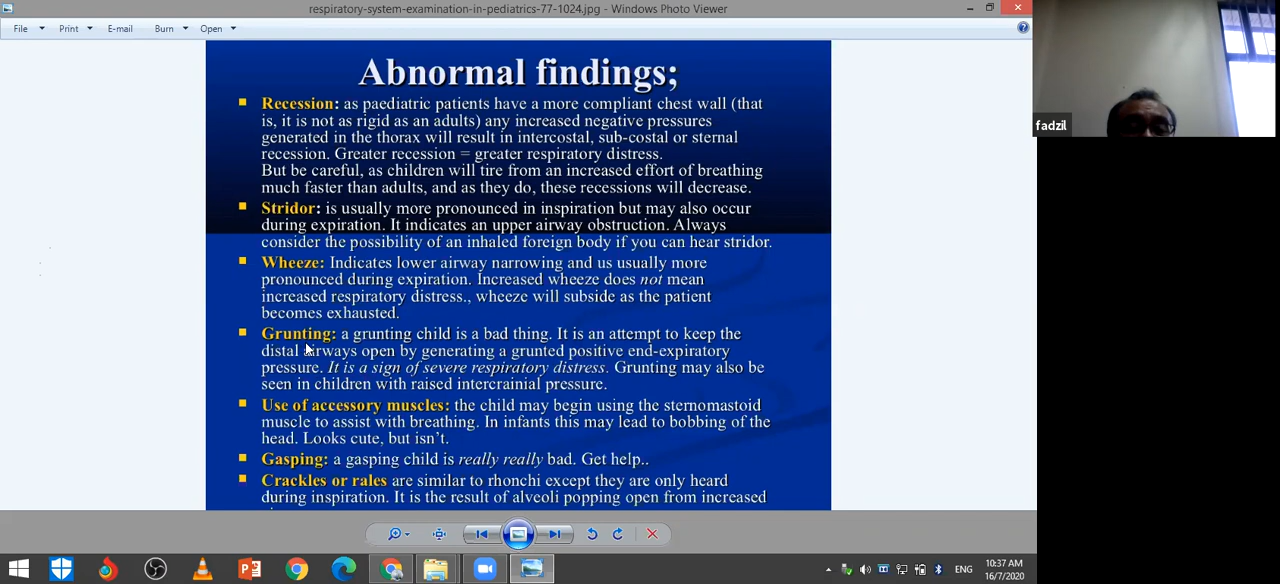 respiratory-system-examination-in-pediatrics-77-1024.jpg - Windows Photo Viewer
File Print E-mail Burn Open
Abnormal findings;
Recession: as paediatric patients have a more compliant chest wall (that
is, it is not as rigid as an adults) any increased negative pressures
generated in the thorax will result in intercostal, sub-costal or sternal
recession. Greater recession = greater respiratory distress.
But be careful, as children will tire from an increased effort of breathing
much faster than adults, and as they do, these recessions will decrease.
Stridor: is usually more pronounced in inspiration but may also occur
during expiration. It indicates an upper airway obstruction. Always
consider the possibility of an inhaled foreign body if you can hear stridor.
Wheeze: Indicates lower airway narrowing and us usually more
pronounced during expiration. Increased wheeze does not mean
increased respiratory distress., wheeze will subside as the patient
becomes exhausted.
Grunting: a grunting child is a bad thing. It is an attempt to keep the
distal airways open by generating a grunted positive end-expiratory
pressure. It is a sign of severe respiratory distress. Grunting may also be
seen in children with raised intercrainial pressure.
Use of accessory muscles: the child may begin using the sternomastoid
muscle to assist with breathing. In infants this may lead to bobbing of the
head. Looks cute, but isn't.
Gasping: a gasping child is really really bad. Get help..
Crackles or rales are similar to rhonchi except they are only heard
during inspiration. It is the result of alveoli popping open from increased
fadzil
ENG
10:37 AM
16/7/2020